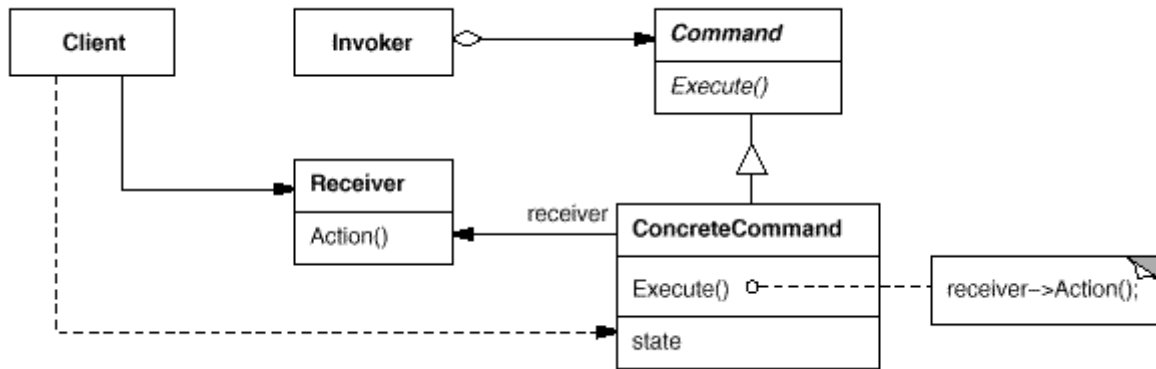 Client
Invoker
Command
Execute()
Receiver
Action()
receiver
ConcreteCommand
Execute()
receiver->Action();
state